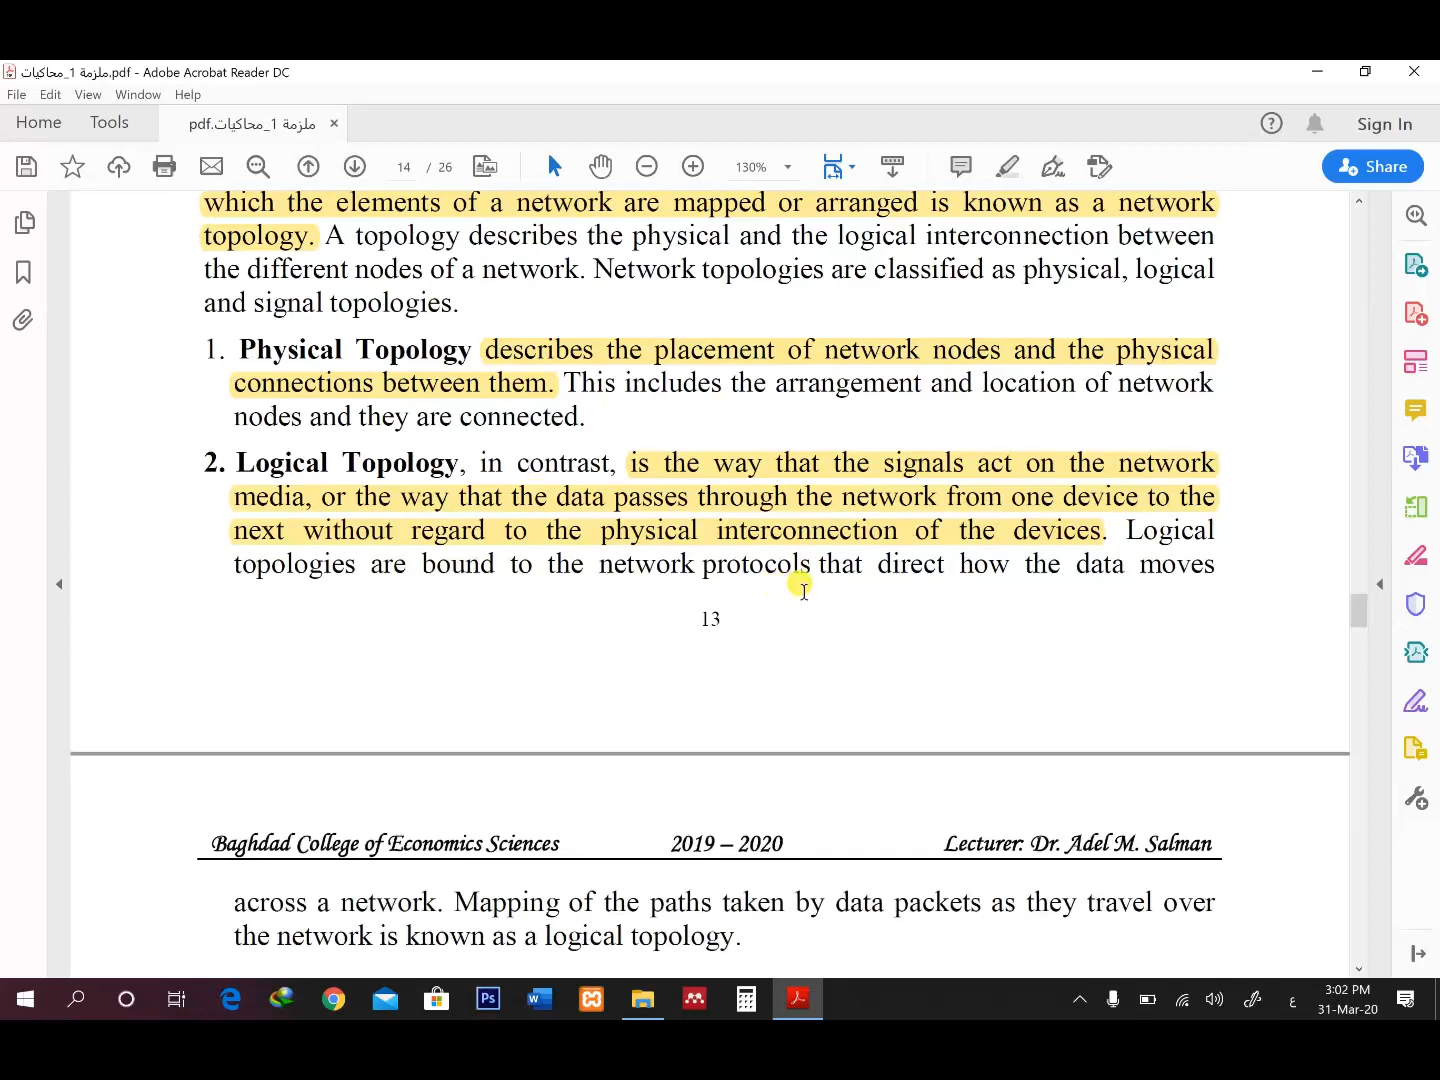 ملزمة 1_محاكيات.pdf - Adobe Acrobat Reader DC
File Edit View Window Help
Home Tools ملزمة 1_محاكيات.pdf × Sign In
14 / 26 130% Share
which the elements of a network are mapped or arranged is known as a network
topology. A topology describes the physical and the logical interconnection between
the different nodes of a network. Network topologies are classified as physical, logical
and signal topologies.
1. Physical Topology describes the placement of network nodes and the physical
connections between them. This includes the arrangement and location of network
nodes and they are connected.
2. Logical Topology, in contrast, is the way that the signals act on the network
media, or the way that the data passes through the network from one device to the
next without regard to the physical interconnection of the devices. Logical
topologies are bound to the network protocols that direct how the data moves
13
Baghdad College of Economics Sciences 2019 – 2020 Lecturer: Dr. Adel M. Salman
across a network. Mapping of the paths taken by data packets as they travel over
the network is known as a logical topology.
Ps
ع
3:02 PM
31-Mar-20